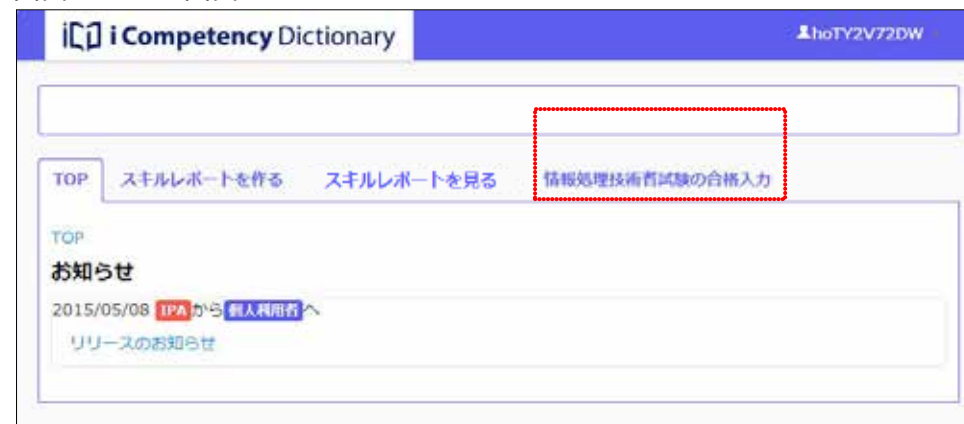 iCD i Competency Dictionary
hoTY2V72DW
TOP スキルレポートを作る スキルレポートを見る 情報処理技術者試験の合格入力
TOP
お知らせ
2015/05/08 IPAから個人利用者へ
リリースのお知らせ